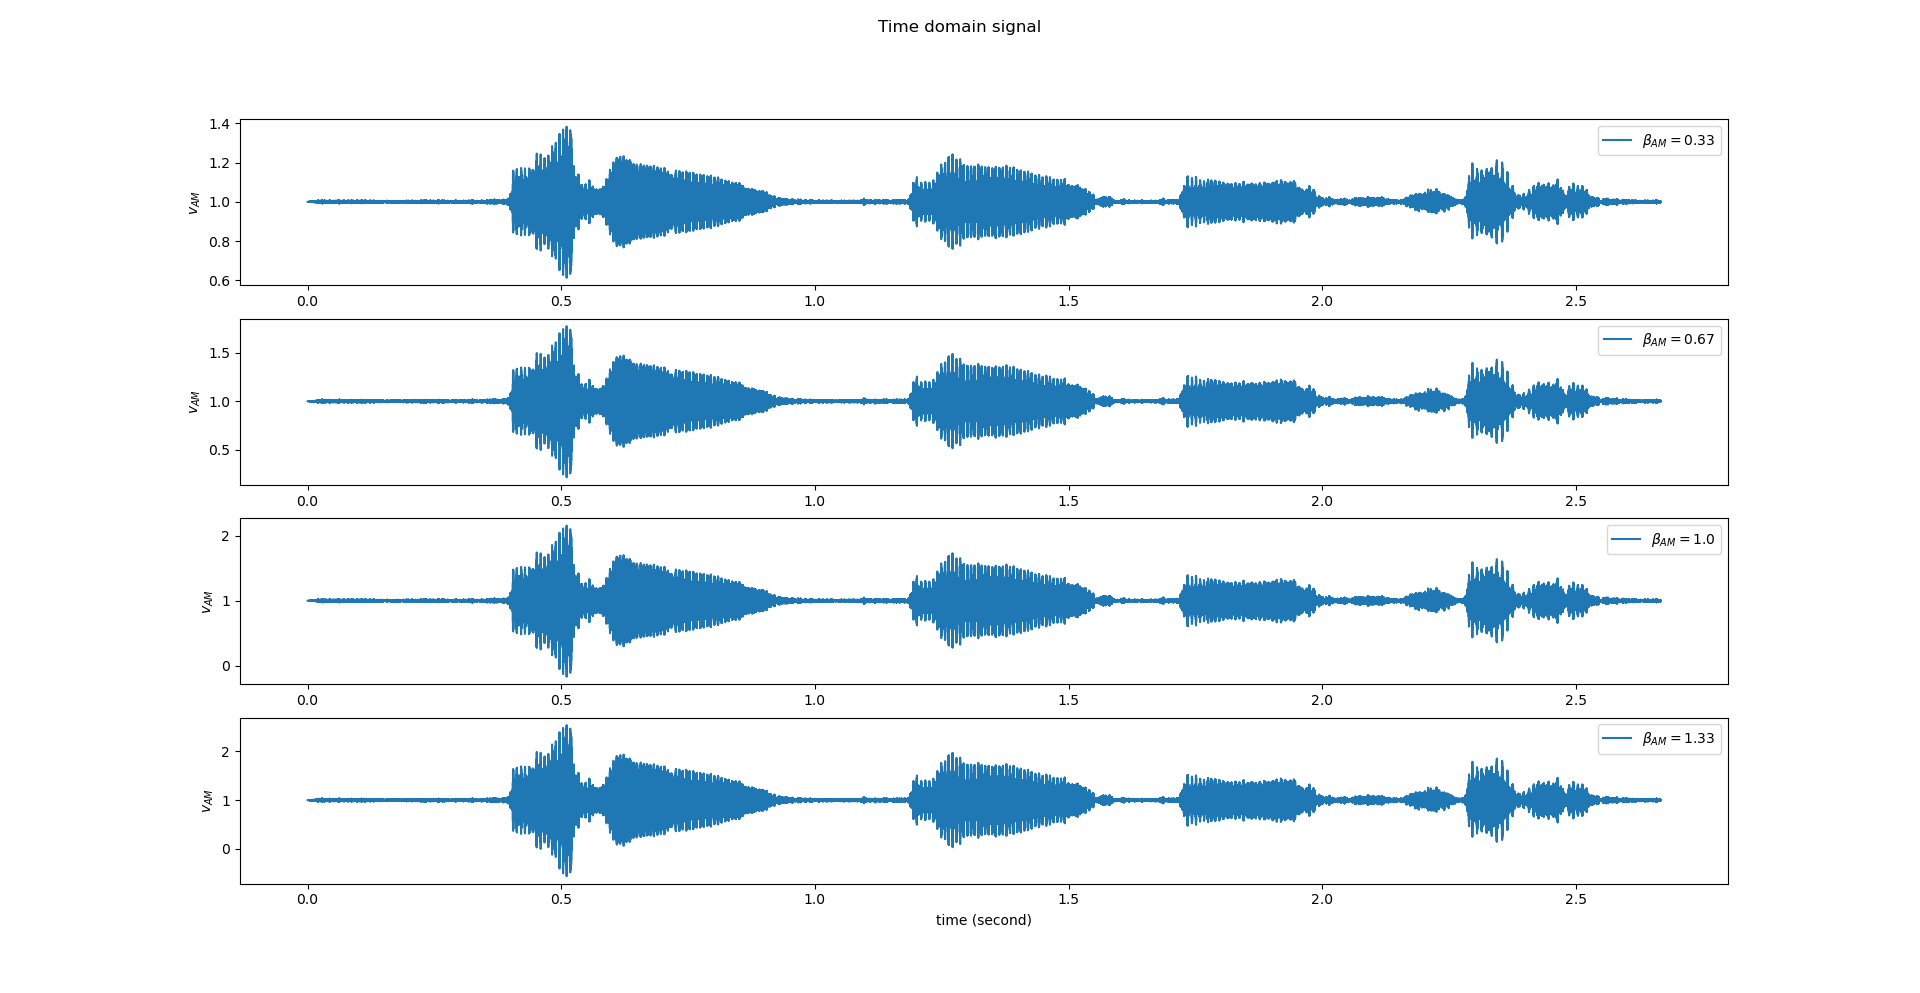 Time domain signal
1.4
1.2
1.0
0.8
0.6
v_AM
β_AM = 0.33
0.0 0.5 1.0 1.5 2.0 2.5
1.5
1.0
0.5
v_AM
β_AM = 0.67
0.0 0.5 1.0 1.5 2.0 2.5
2
1
0
v_AM
β_AM = 1.0
0.0 0.5 1.0 1.5 2.0 2.5
2
1
0
v_AM
β_AM = 1.33
0.0 0.5 1.0 1.5 2.0 2.5
time (second)